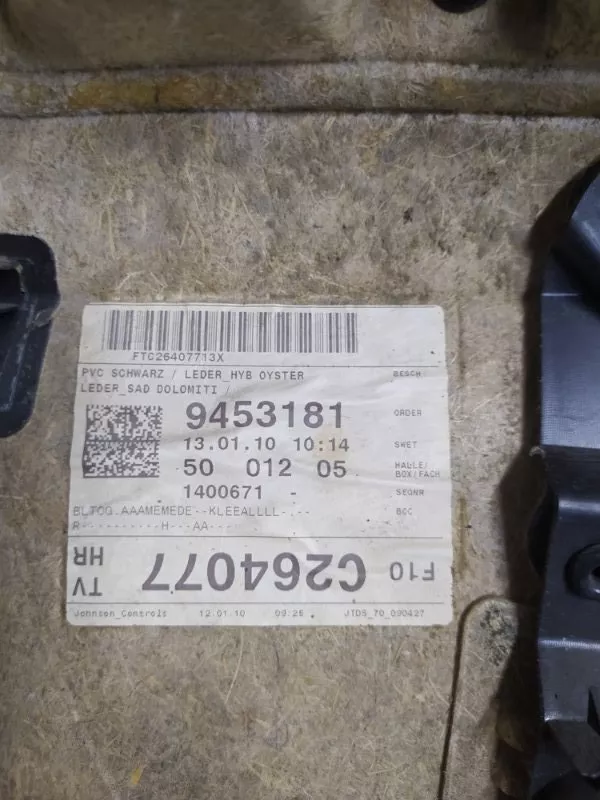 FTC26407713X
PVC SCHWARZ / LEDER_HYB OYSTER BESCH
LEDER_SAD DOLOMITI /
9453181 ORDER
13.01.10 10:14 SWET
50 012 05 HALLE/
BOX/FACH
1400671 - SEGNR
BLTOG.AAAMEMEDE--KLEEALLLL-.-- BCC
R----------H---AA---
F10 C264077 TV
HR
Johnson Controls 12.01.10 09:25 JTDS_70_090427